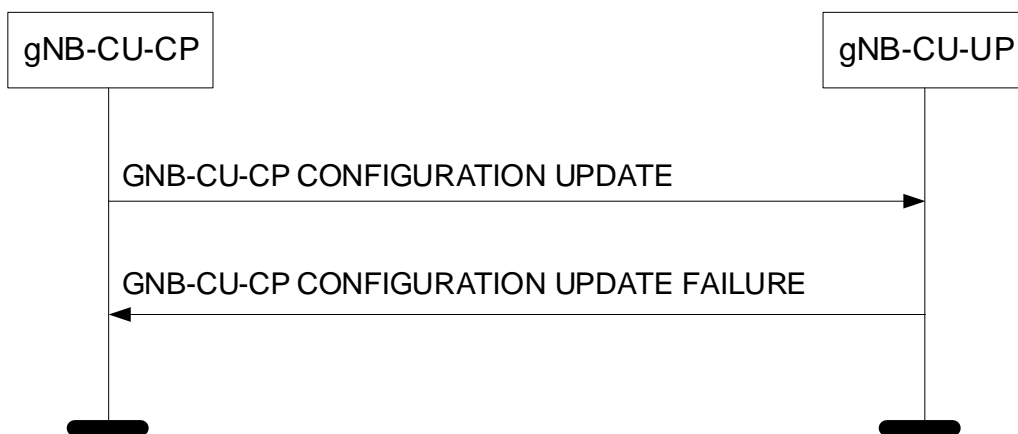 gNB-CU-CP
gNB-CU-UP
GNB-CU-CP CONFIGURATION UPDATE
GNB-CU-CP CONFIGURATION UPDATE FAILURE